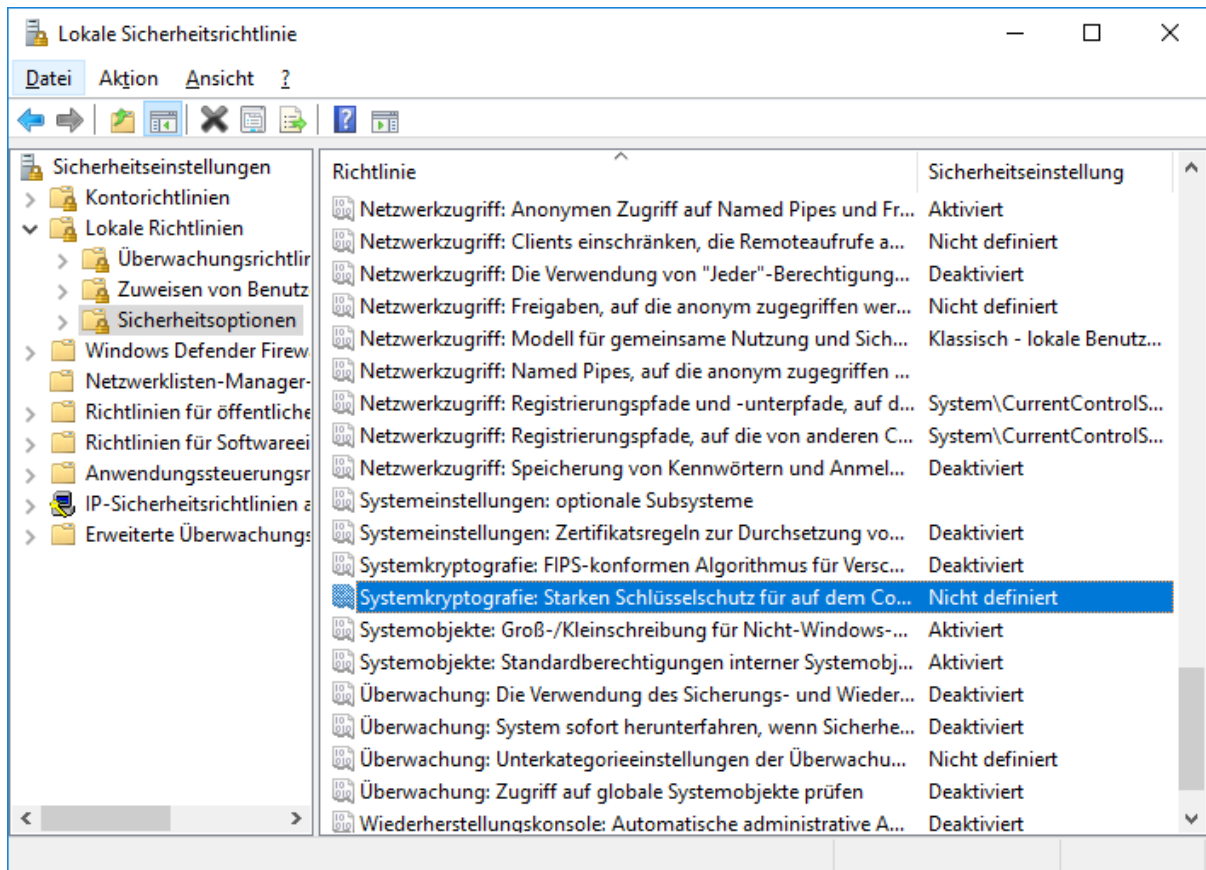 Lokale Sicherheitsrichtlinie
Datei Aktion Ansicht ?
Sicherheitseinstellungen
Kontorichtlinien
Lokale Richtlinien
Überwachungsrichtlir
Zuweisen von Benutz
Sicherheitsoptionen
Windows Defender Firew
Netzwerklisten-Manager-
Richtlinien für öffentliche
Richtlinien für Softwareei
Anwendungssteuerungsr
IP-Sicherheitsrichtlinien a
Erweiterte Überwachungs
Richtlinie Sicherheitseinstellung
Netzwerkzugriff: Anonymen Zugriff auf Named Pipes und Fr... Aktiviert
Netzwerkzugriff: Clients einschränken, die Remoteaufrufe a... Nicht definiert
Netzwerkzugriff: Die Verwendung von "Jeder"-Berechtigung... Deaktiviert
Netzwerkzugriff: Freigaben, auf die anonym zugegriffen wer... Nicht definiert
Netzwerkzugriff: Modell für gemeinsame Nutzung und Sich... Klassisch - lokale Benutz...
Netzwerkzugriff: Named Pipes, auf die anonym zugegriffen ...
Netzwerkzugriff: Registrierungspfade und -unterpfade, auf d... System\CurrentControlS...
Netzwerkzugriff: Registrierungspfade, auf die von anderen C... System\CurrentControlS...
Netzwerkzugriff: Speicherung von Kennwörtern und Anmel... Deaktiviert
Systemeinstellungen: optionale Subsysteme
Systemeinstellungen: Zertifikatsregeln zur Durchsetzung vo... Deaktiviert
Systemkryptografie: FIPS-konformen Algorithmus für Versc... Deaktiviert
Systemkryptografie: Starken Schlüsselschutz für auf dem Co... Nicht definiert
Systemobjekte: Groß-/Kleinschreibung für Nicht-Windows-... Aktiviert
Systemobjekte: Standardberechtigungen interner Systemobj... Aktiviert
Überwachung: Die Verwendung des Sicherungs- und Wieder... Deaktiviert
Überwachung: System sofort herunterfahren, wenn Sicherhe... Deaktiviert
Überwachung: Unterkategorieeinstellungen der Überwachu... Nicht definiert
Überwachung: Zugriff auf globale Systemobjekte prüfen Deaktiviert
Wiederherstellungskonsole: Automatische administrative A... Deaktiviert